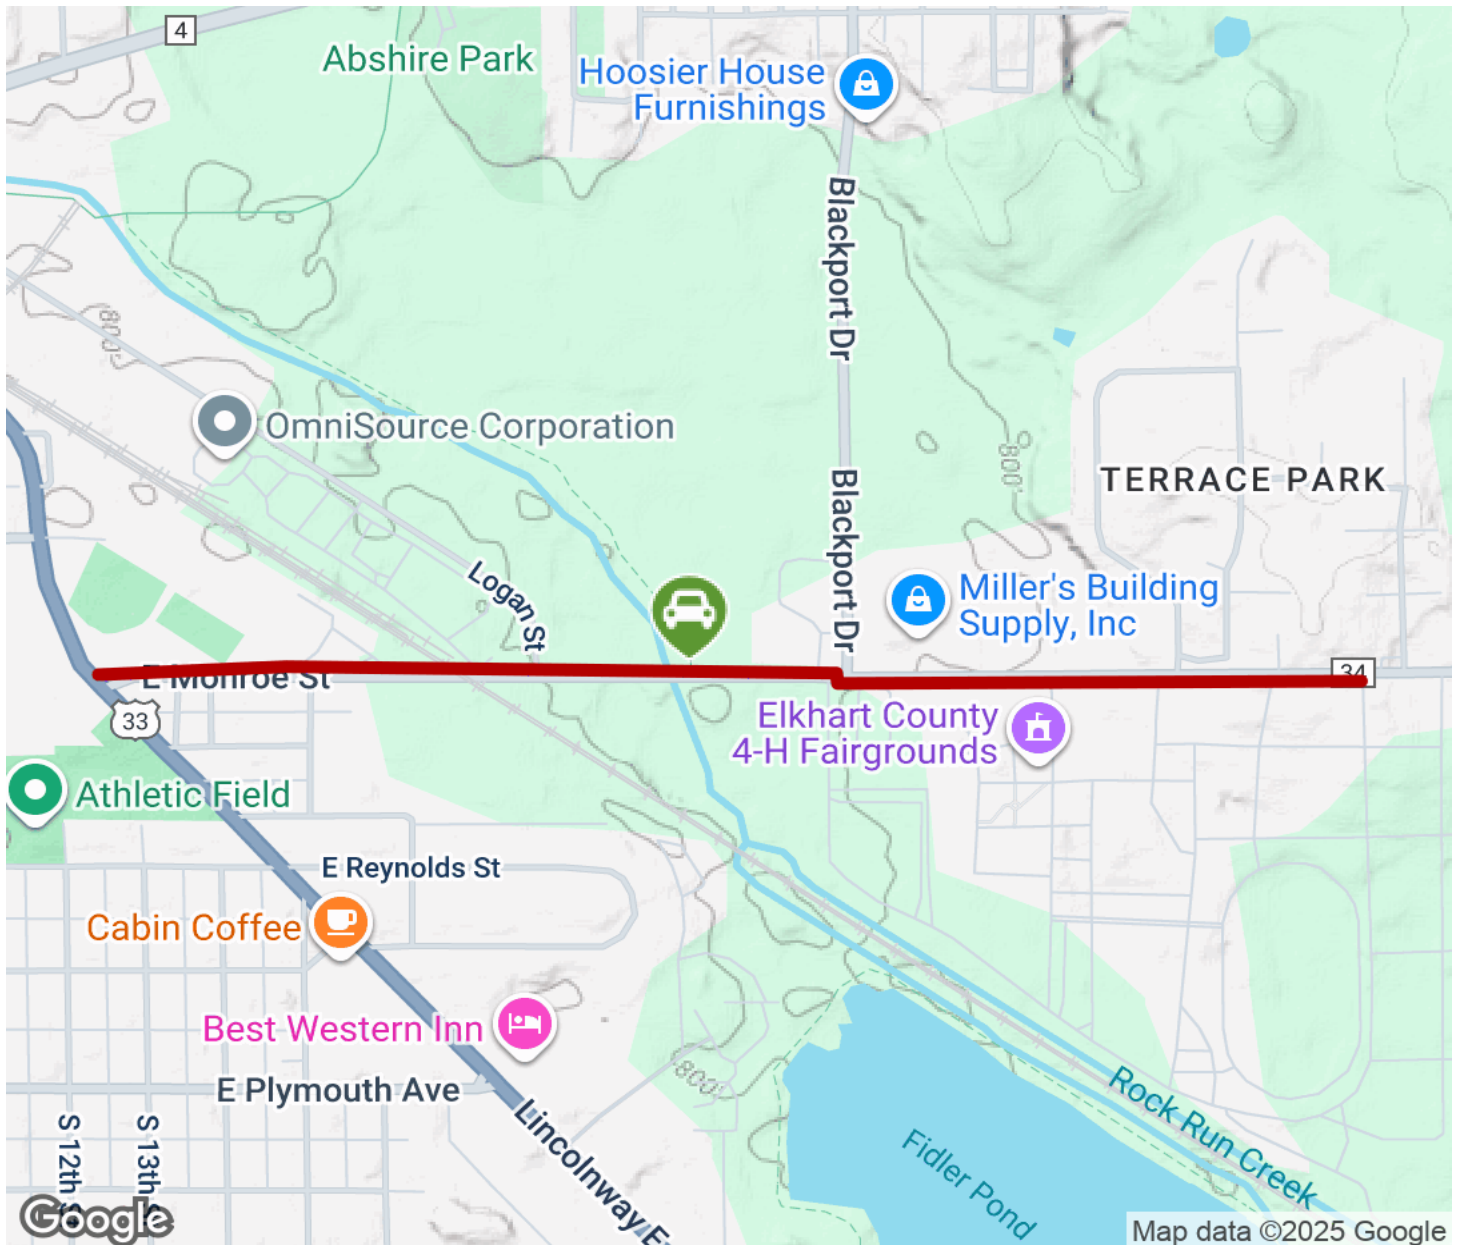 4
Abshire Park
Hoosier House
Furnishings
Blackport Dr
800'
OmniSource Corporation
Blackport Dr
800'
TERRACE PARK
Logan St
Miller's Building
Supply, Inc
E Monroe St
34
33
Elkhart County
4-H Fairgrounds
Athletic Field
E Reynolds St
Cabin Coffee
Best Western Inn
800'
E Plymouth Ave
Rock Run Creek
Lincolnway E
Fidler Pond
S 12th St
S 13th St
Google
Map data ©2025 Google